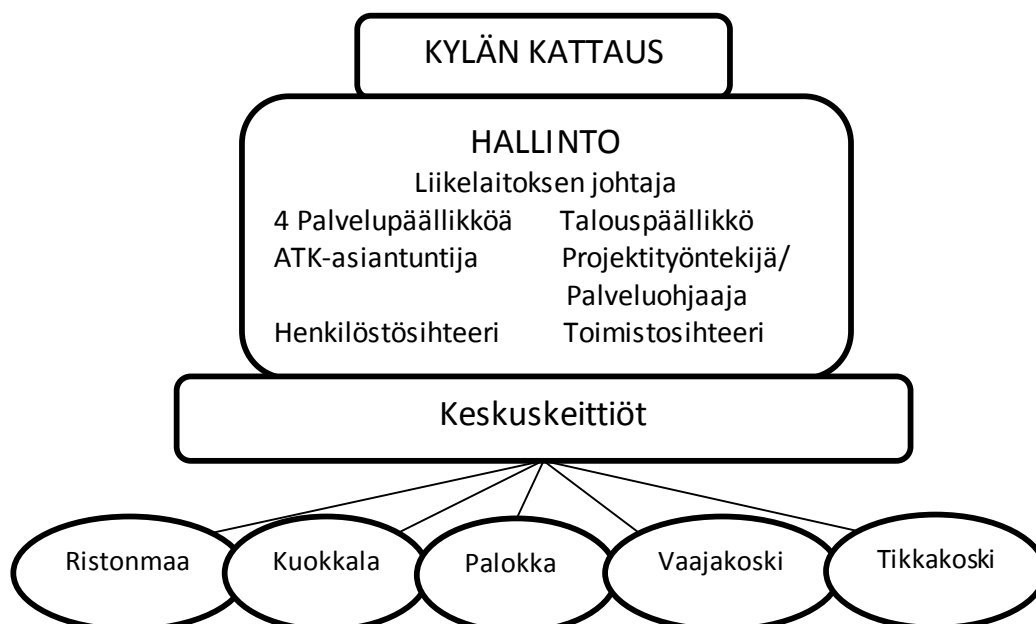 KYLÄN KATTAUS
HALLINTO
Liikelaitoksen johtaja
4 Palvelupäällikköä Talouspäällikkö
ATK-asiantuntija Projektityöntekijä/
Palveluohjaaja
Henkilöstösihteeri Toimistosihteeri
Keskuskeittiöt
Ristonmaa Kuokkala Palokka Vaajakoski Tikkakoski